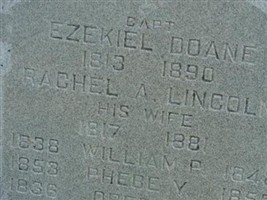 CAPT
EZEKIEL DOANE
1813 1890
RACHEL A. LINCOL
HIS WIFE
1817 1881
1838 WILLIAM P. 184
1853 PHEBE Y. 185
1836